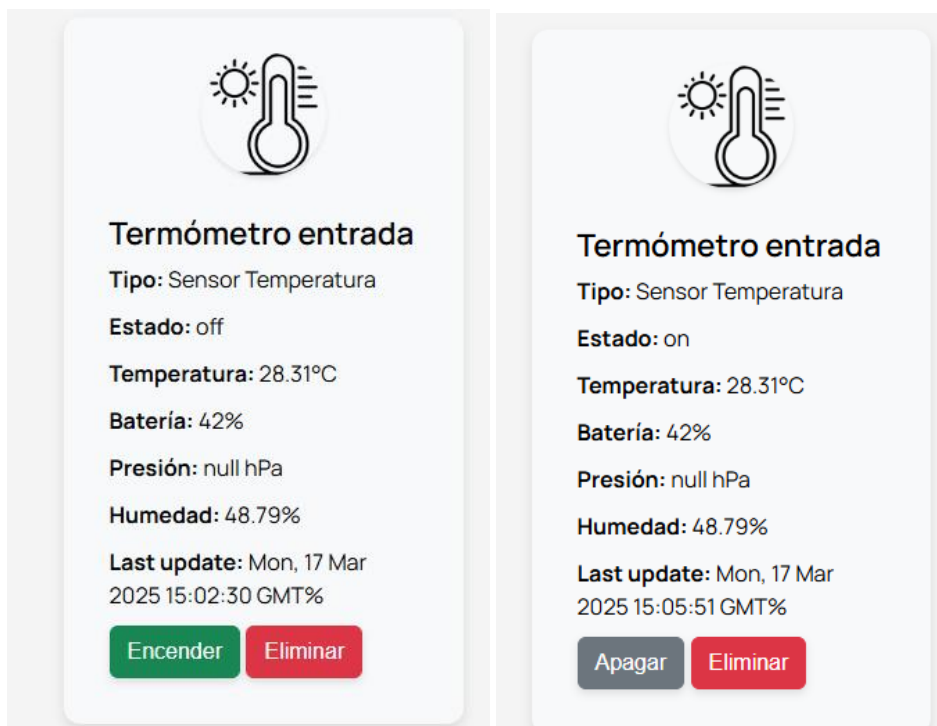 Termómetro entrada
Tipo: Sensor Temperatura
Estado: off
Temperatura: 28.31°C
Batería: 42%
Presión: null hPa
Humedad: 48.79%
Last update: Mon, 17 Mar
2025 15:02:30 GMT%
Encender
Eliminar
Termómetro entrada
Tipo: Sensor Temperatura
Estado: on
Temperatura: 28.31°C
Batería: 42%
Presión: null hPa
Humedad: 48.79%
Last update: Mon, 17 Mar
2025 15:05:51 GMT%
Apagar
Eliminar